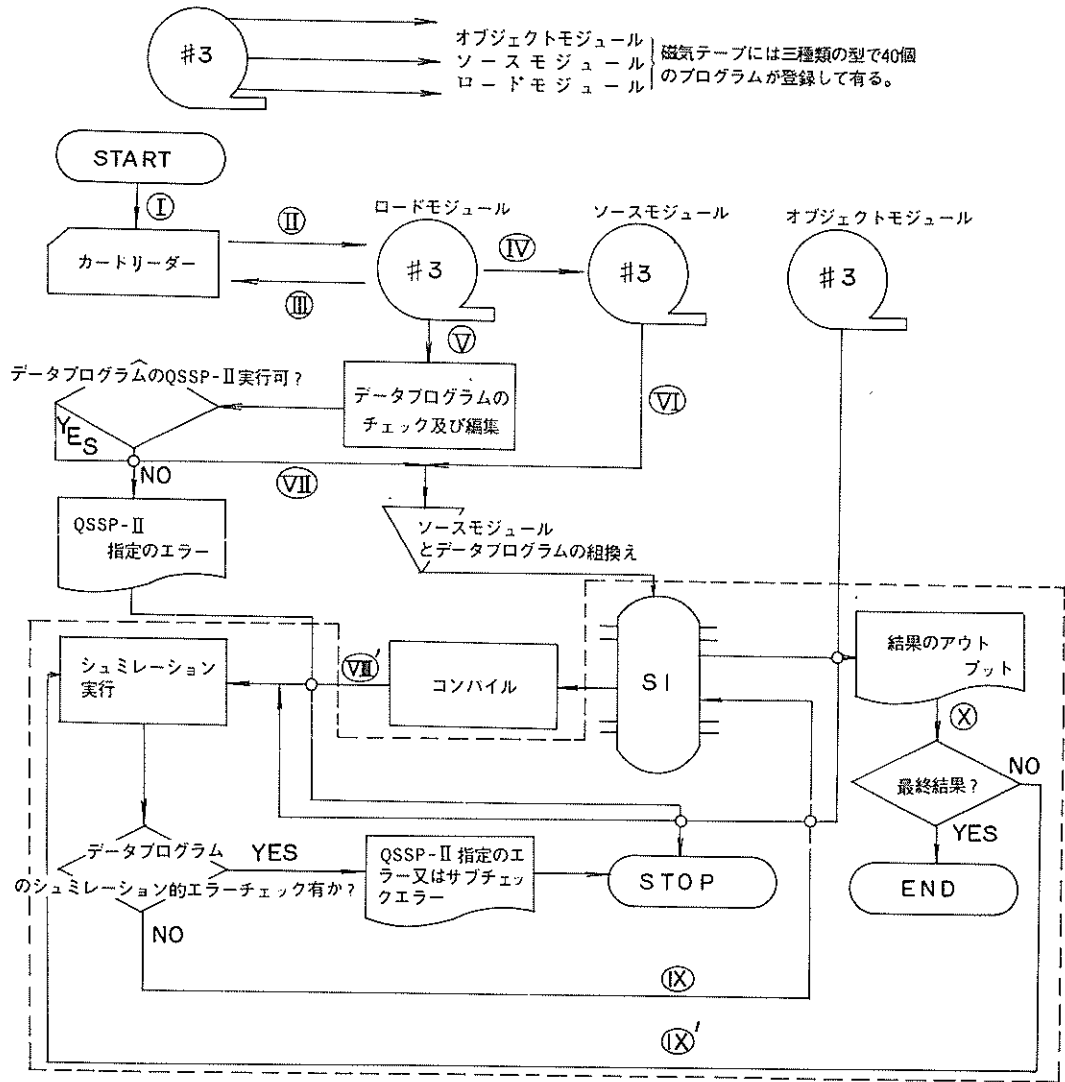 #3
オブジェクトモジュール
ソースモジュール
ロードモジュール
磁気テープには三種類の型で40個
のプログラムが登録して有る。
START
Ⅰ
カードリーダー
Ⅱ
Ⅲ
ロードモジュール
#3
Ⅳ
ソースモジュール
#3
オブジェクトモジュール
#3
Ⅴ
データプログラムのQSSP-Ⅱ実行可?
YES
NO
データプログラムの
チェック及び編集
Ⅵ
Ⅶ
QSSP-Ⅱ
指定のエラー
ソースモジュール
とデータプログラムの組換え
シュミレーション
実行
Ⅷ'
コンパイル
SI
結果のアウト
プット
Ⅹ
最終結果?
NO
YES
END
データプログラム
のシュミレーション的エラーチェック有か?
YES
NO
QSSP-Ⅱ指定のエ
ラー又はサブチェッ
クエラー
STOP
Ⅸ
Ⅸ'